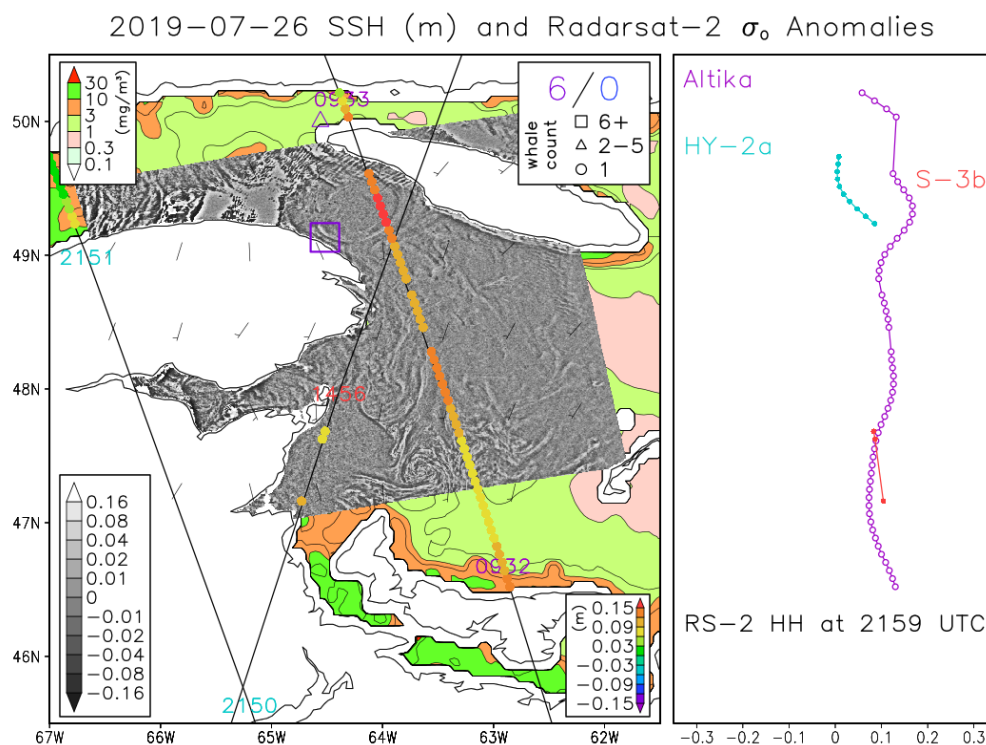 2019-07-26 SSH (m) and Radarsat-2 σ₀ Anomalies
30
10
3
1
0.3
0.1
(mg/m³)
0933
6/0
whale count
6+
2-5
1
Altika
HY-2a
S-3b
50N
49N
48N
47N
46N
2151
1458
0932
2150
0.16
0.08
0.04
0.02
0.01
0
-0.01
-0.02
-0.04
-0.08
-0.16
(m)
0.15
0.09
0.03
-0.03
-0.09
-0.15
RS-2 HH at 2159 UTC
67W 66W 65W 64W 63W 62W
-0.3 -0.2 -0.1 0 0.1 0.2 0.3